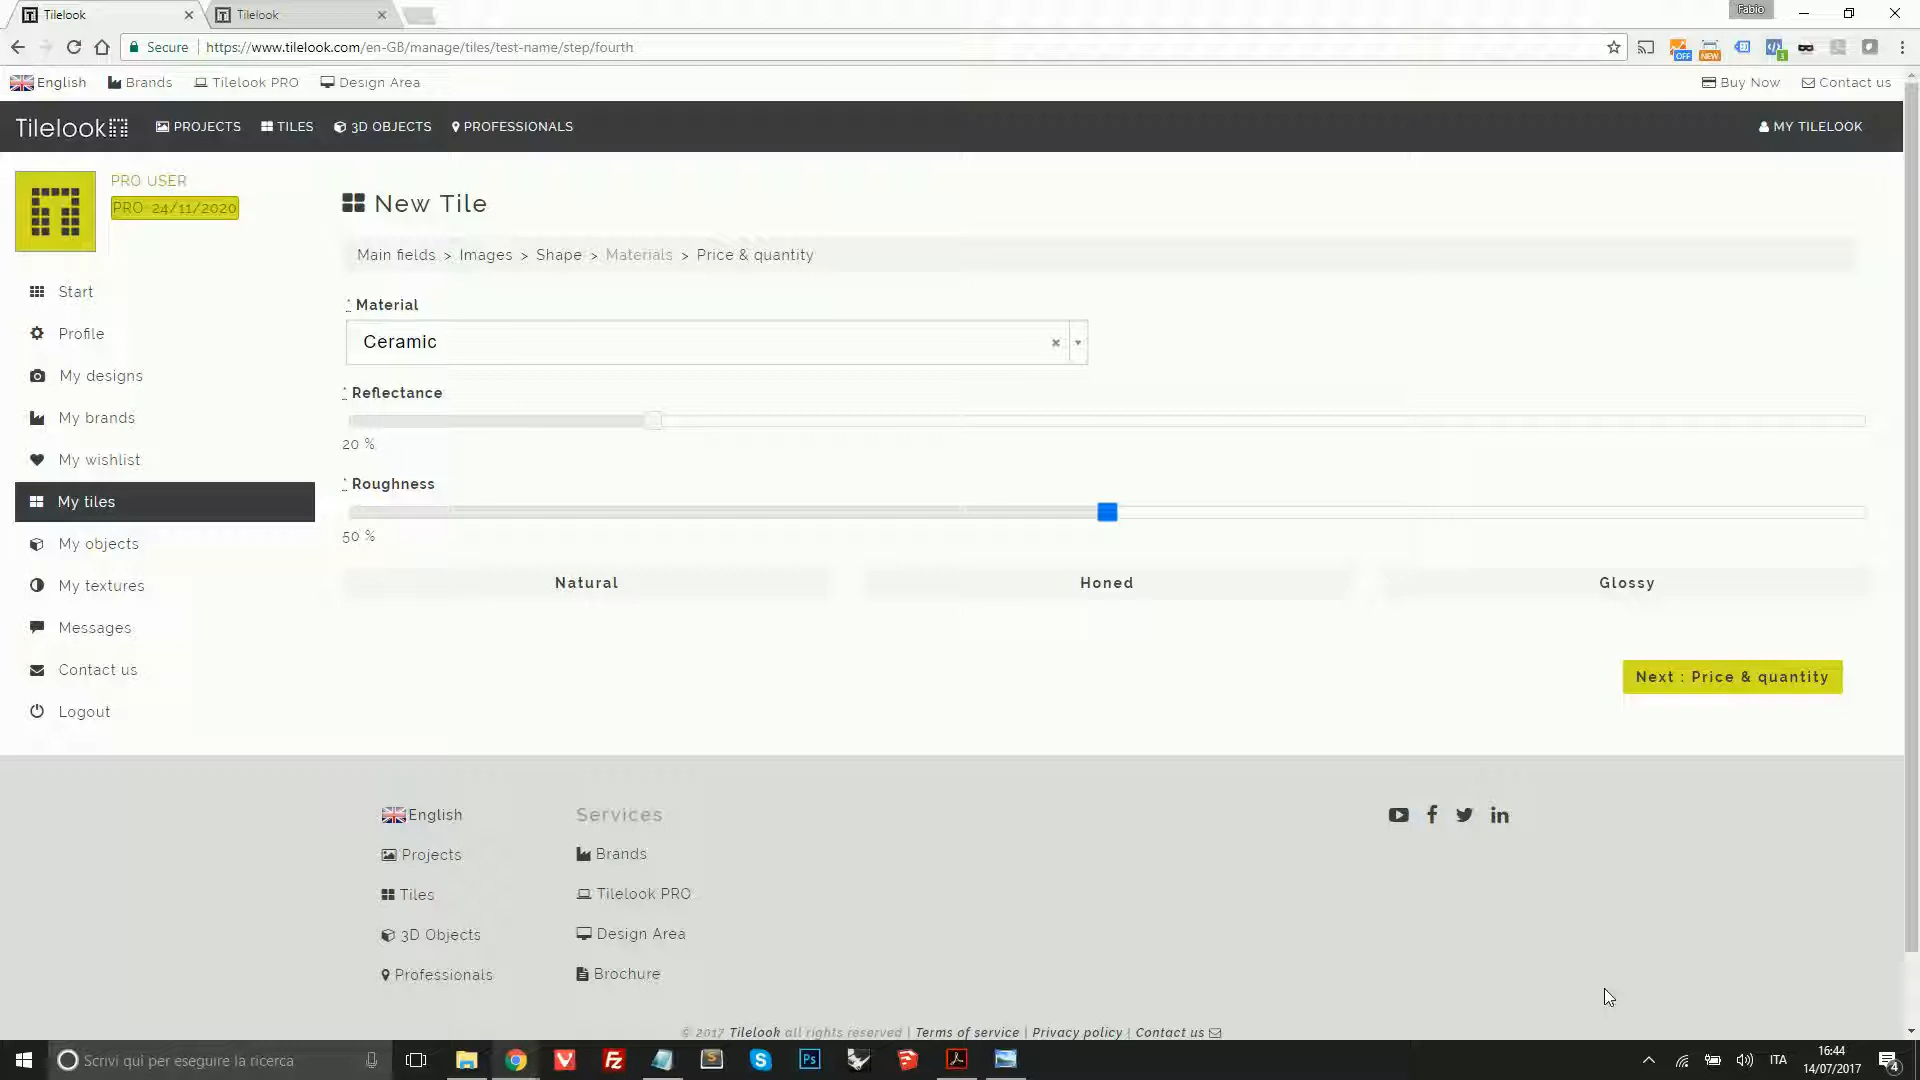 Tilelook
Tilelook
Fabio
Secure
https://www.tilelook.com/en-GB/manage/tiles/test-name/step/fourth
OFF
NEW
English
Brands
Tilelook PRO
Design Area
Buy Now
Contact us
Tilelook
PROJECTS
TILES
3D OBJECTS
PROFESSIONALS
MY TILELOOK
PRO USER
PRO 24/11/2020
Start
Profile
My designs
My brands
My wishlist
My tiles
My objects
My textures
Messages
Contact us
Logout
New Tile
Main fields > Images > Shape > Materials > Price & quantity
* Material
Ceramic
* Reflectance
20 %
* Roughness
50 %
Natural
Honed
Glossy
Next : Price & quantity
English
Projects
Tiles
3D Objects
Professionals
Services
Brands
Tilelook PRO
Design Area
Brochure
© 2017 Tilelook all rights reserved | Terms of service | Privacy policy | Contact us
Scrivi qui per eseguire la ricerca
Ps
ITA
16:44
14/07/2017
4